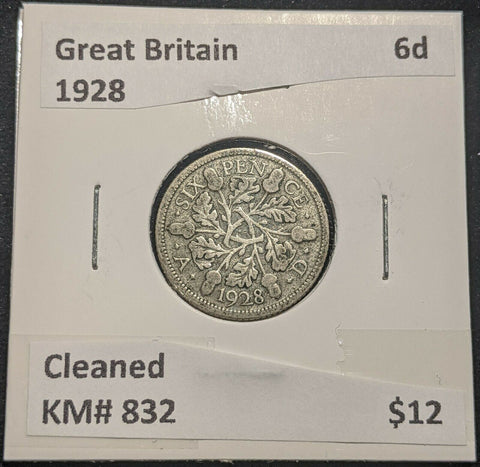 Great Britain 6d
1928
SIX PENCE
A D
1928
Cleaned
KM# 832 $12